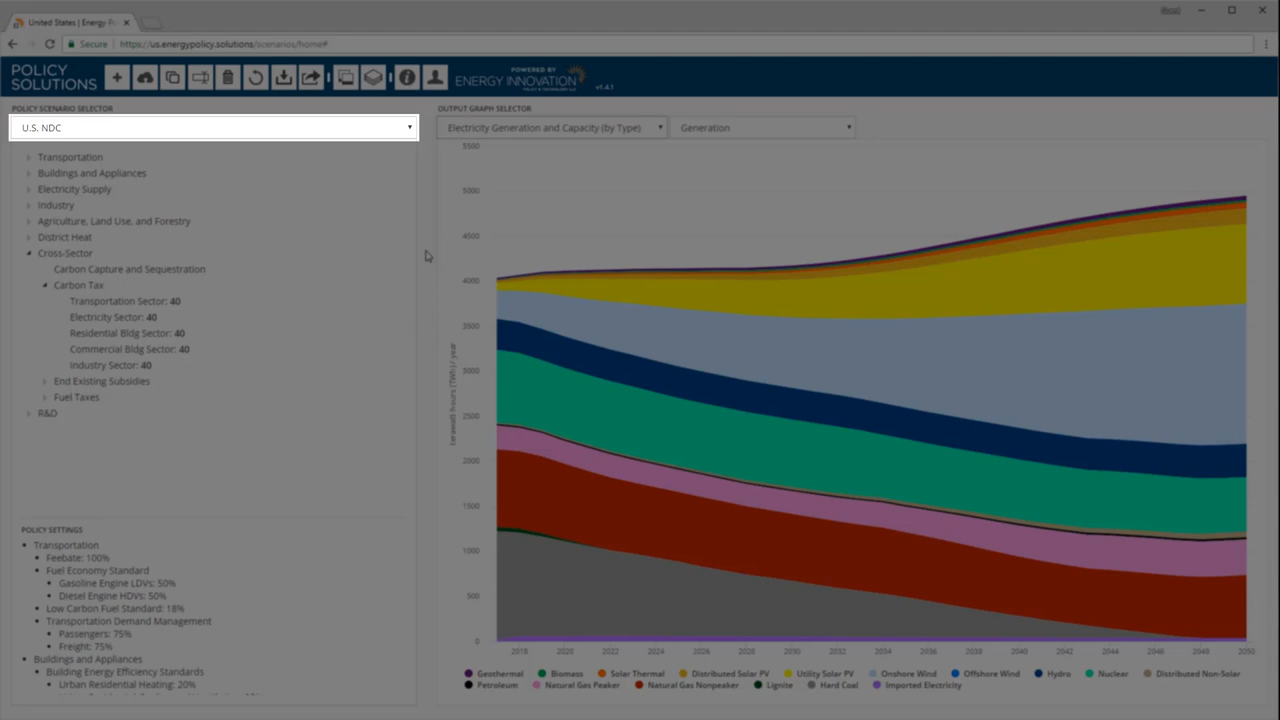 United States | Energy Po
Secure
https://us.energypolicy.solutions/scenarios/home#
POLICY
SOLUTIONS
POWERED BY
ENERGY INNOVATION
POLICY & TECHNOLOGY LLC
v1.4.1
POLICY SCENARIO SELECTOR
U.S. NDC
Transportation
Buildings and Appliances
Electricity Supply
Industry
Agriculture, Land Use, and Forestry
District Heat
Cross-Sector
Carbon Capture and Sequestration
Carbon Tax
Transportation Sector: 40
Electricity Sector: 40
Residential Bldg Sector: 40
Commercial Bldg Sector: 40
Industry Sector: 40
End Existing Subsidies
Fuel Taxes
R&D
POLICY SETTINGS
Transportation
Feebate: 100%
Fuel Economy Standard
Gasoline Engine LDVs: 50%
Diesel Engine HDVs: 50%
Low Carbon Fuel Standard: 18%
Transportation Demand Management
Passengers: 75%
Freight: 75%
Buildings and Appliances
Building Energy Efficiency Standards
Urban Residential Heating: 20%
OUTPUT GRAPH SELECTOR
Electricity Generation and Capacity (by Type)
Generation
5500
5000
4500
4000
3500
3000
2500
2000
1500
1000
500
0
terawatt hours (TWh) / year
2018 2020 2022 2024 2026 2028 2030 2032 2034 2036 2038 2040 2042 2044 2046 2048 2050
Geothermal Biomass Solar Thermal Distributed Solar PV Utility Solar PV Onshore Wind Offshore Wind Hydro Nuclear Distributed Non-Solar
Petroleum Natural Gas Peaker Natural Gas Nonpeaker Lignite Hard Coal Imported Electricity